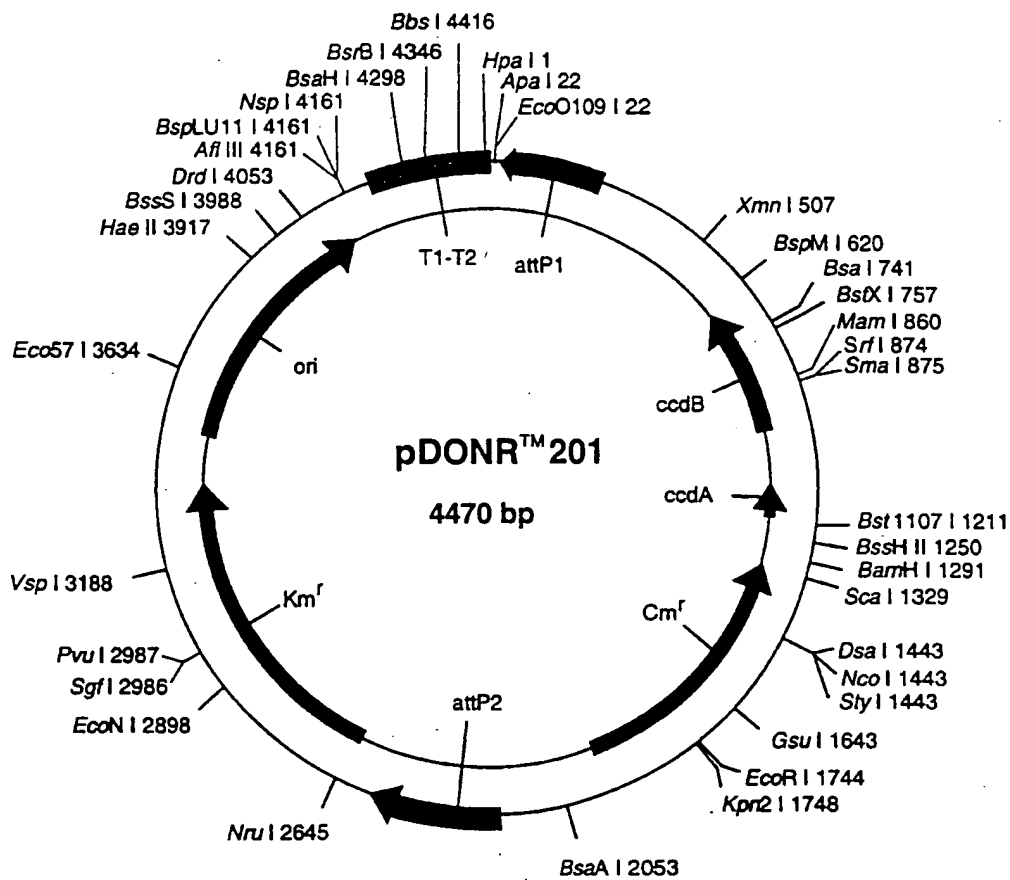 Bbs I 4416
BsrB I 4346
BsaH I 4298
Nsp I 4161
BspLU11 I 4161
Afl III 4161
Drd I 4053
BssS I 3988
Hae II 3917
Hpa I 1
Apa I 22
EcoO109 I 22
T1-T2
attP1
Xmn I 507
BspM I 620
Bsa I 741
BstX I 757
Mam I 860
Srf I 874
Sma I 875
Eco57 I 3634
ori
ccdB
pDONR™ 201
4470 bp
ccdA
Bst1107 I 1211
BssH II 1250
BamH I 1291
Sca I 1329
Vsp I 3188
Kmr
Cmr
Dsa I 1443
Nco I 1443
Sty I 1443
Pvu I 2987
Sgf I 2986
EcoN I 2898
attP2
Gsu I 1643
EcoR I 1744
Kpn2 I 1748
Nru I 2645
BsaA I 2053